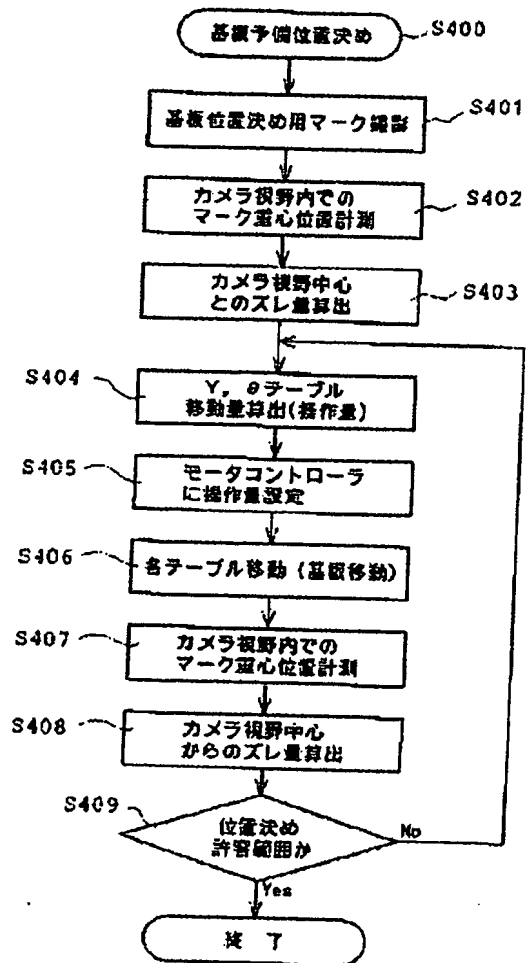 基板予備位置決め
S400
基板位置決め用マーク認識
S401
カメラ視野内での
マーク重心位置計測
S402
カメラ視野中心
とのズレ量算出
S403
S404
Y, θテーブル
移動量算出(操作量)
S405
モータコントローラ
に操作量設定
S406
各テーブル移動(基板移動)
S407
カメラ視野内での
マーク重心位置計測
S408
カメラ視野中心
からのズレ量算出
S409
位置決め
許容範囲か
No
Yes
終 了